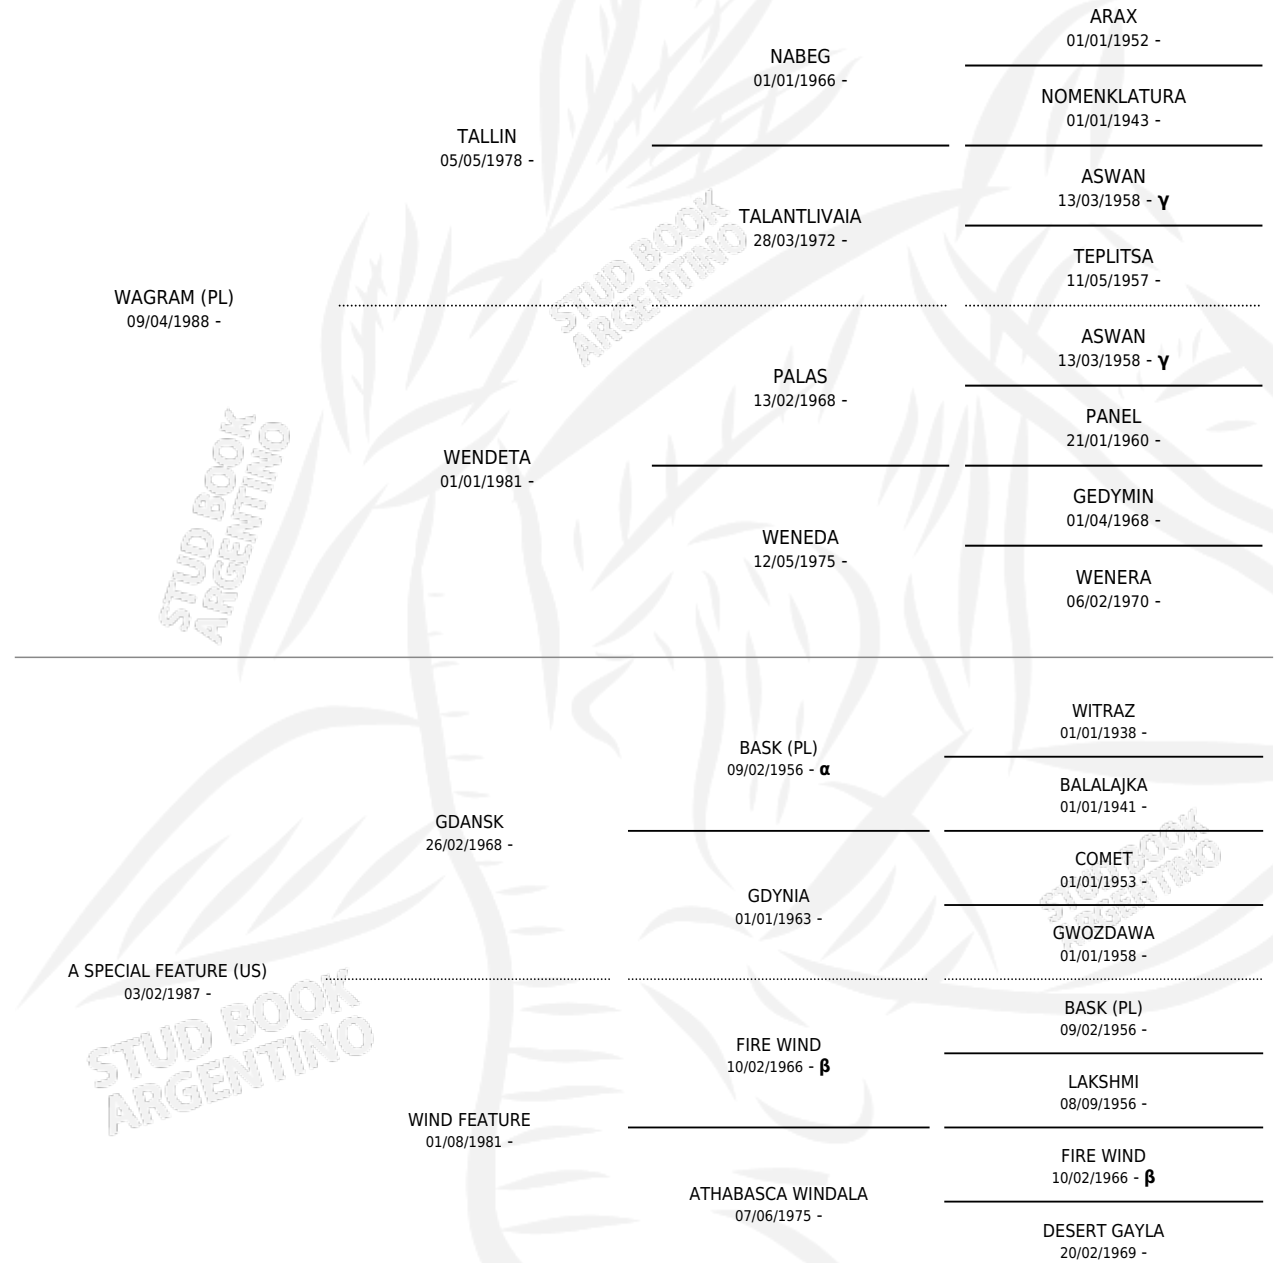 ARAX
01/01/1952 -
NABEG
01/01/1966 -
NOMENKLATURA
01/01/1943 -
TALLIN
05/05/1978 -
ASWAN
13/03/1958 - γ
TALANTLIVAIA
28/03/1972 -
TEPLITSA
11/05/1957 -
WAGRAM (PL)
09/04/1988 -
ASWAN
13/03/1958 - γ
PALAS
13/02/1968 -
PANEL
21/01/1960 -
WENDETA
01/01/1981 -
GEDYMIN
01/04/1968 -
WENEDA
12/05/1975 -
WENERA
06/02/1970 -
WITRAZ
01/01/1938 -
BASK (PL)
09/02/1956 - α
BALALAJKA
01/01/1941 -
GDANSK
26/02/1968 -
COMET
01/01/1953 -
GDYNIA
01/01/1963 -
GWOZDAWA
01/01/1958 -
A SPECIAL FEATURE (US)
03/02/1987 -
BASK (PL)
09/02/1956 -
FIRE WIND
10/02/1966 - β
LAKSHMI
08/09/1956 -
WIND FEATURE
01/08/1981 -
FIRE WIND
10/02/1966 - β
ATHABASCA WINDALA
07/06/1975 -
DESERT GAYLA
20/02/1969 -
STUD BOOK
ARGENTINO
STUD BOOK
ARGENTINO
STUD BOOK
ARGENTINO
STUD BOOK
ARGENTINO